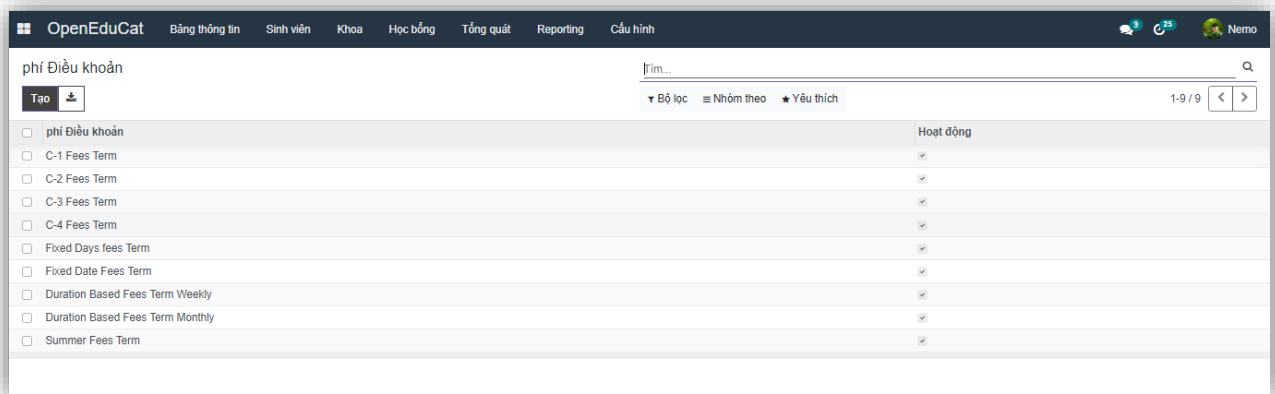 OpenEduCat Bảng thông tin Sinh viên Khoa Học bổng Tổng quát Reporting Cấu hình 9 25 Nemo
phí Điều khoản
Tìm...
Tạo
Bộ lọc Nhóm theo Yêu thích 1-9 / 9
phí Điều khoản Hoạt động
C-1 Fees Term
C-2 Fees Term
C-3 Fees Term
C-4 Fees Term
Fixed Days fees Term
Fixed Date Fees Term
Duration Based Fees Term Weekly
Duration Based Fees Term Monthly
Summer Fees Term